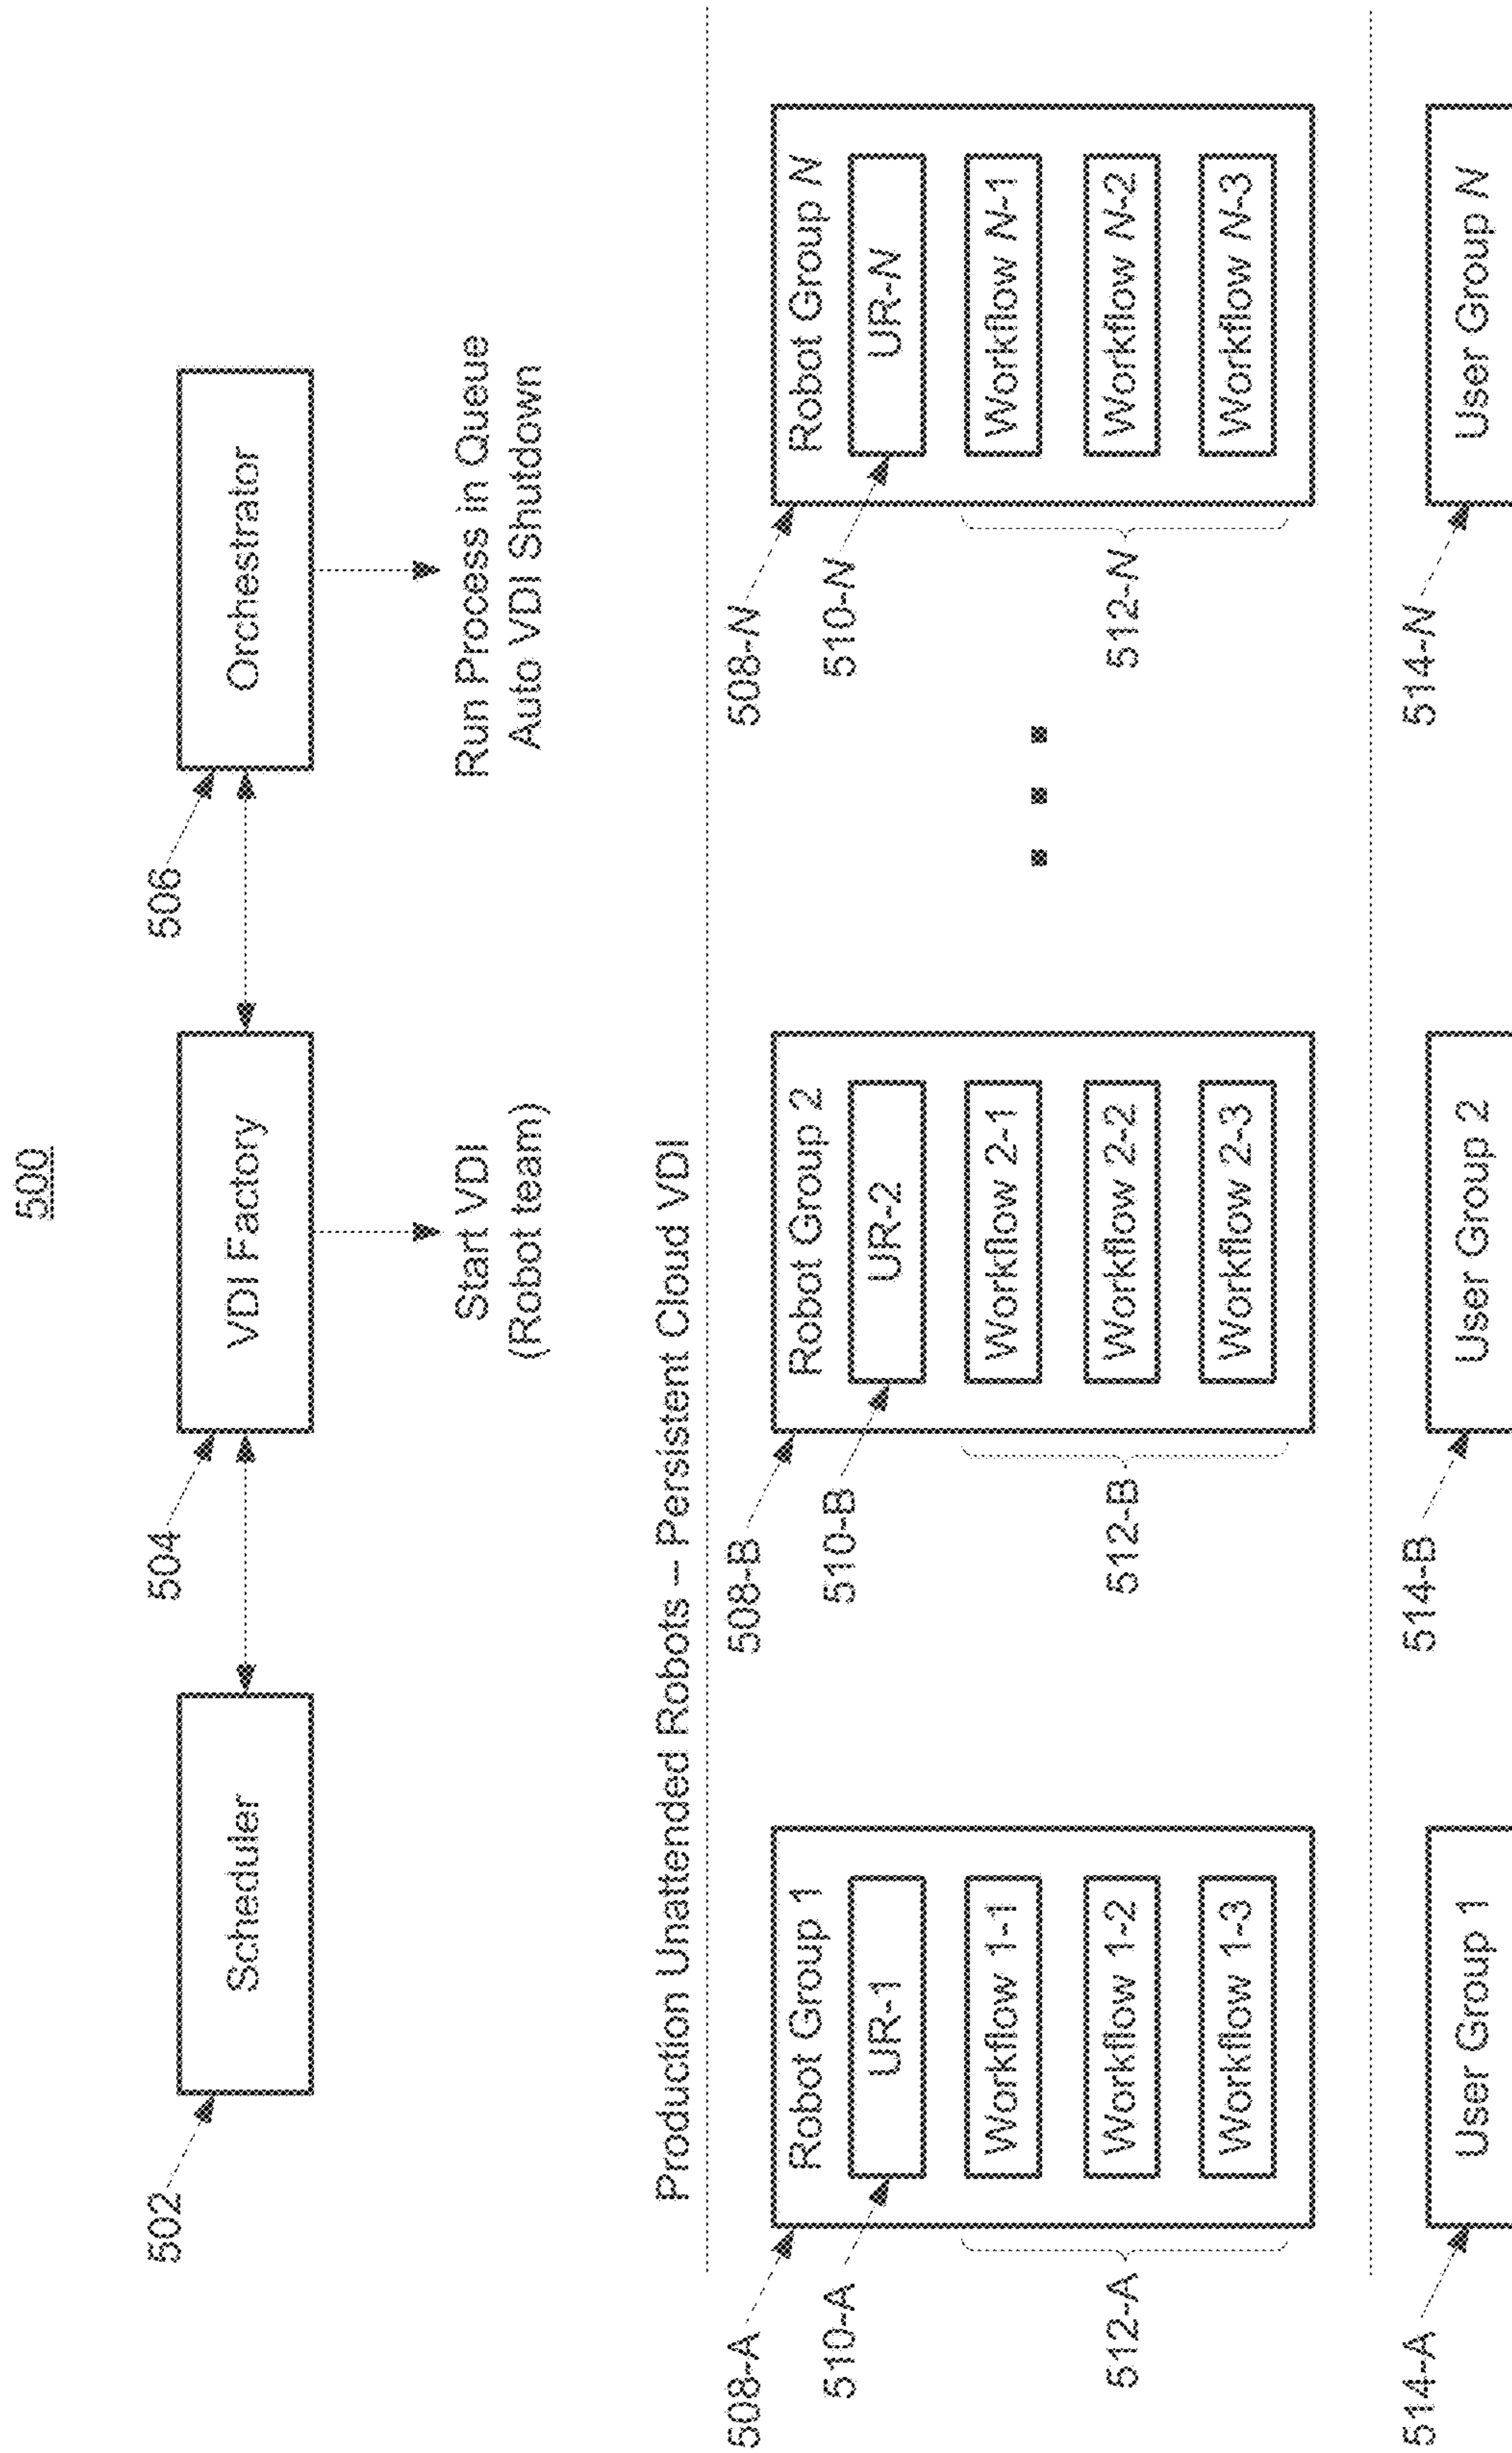 500
502
Scheduler
504
VDI Factory
506
Orchestrator
Start VDI
(Robot team)
Run Process in Queue
Auto VDI Shutdown
Production Unattended Robots – Persistent Cloud VDI
508-A
Robot Group 1
510-A
UR-1
512-A
Workflow 1-1
Workflow 1-2
Workflow 1-3
508-B
Robot Group 2
510-B
UR-2
512-B
Workflow 2-1
Workflow 2-2
Workflow 2-3
508-N
Robot Group N
510-N
UR-N
512-N
Workflow N-1
Workflow N-2
Workflow N-3
514-A
User Group 1
514-B
User Group 2
514-N
User Group N